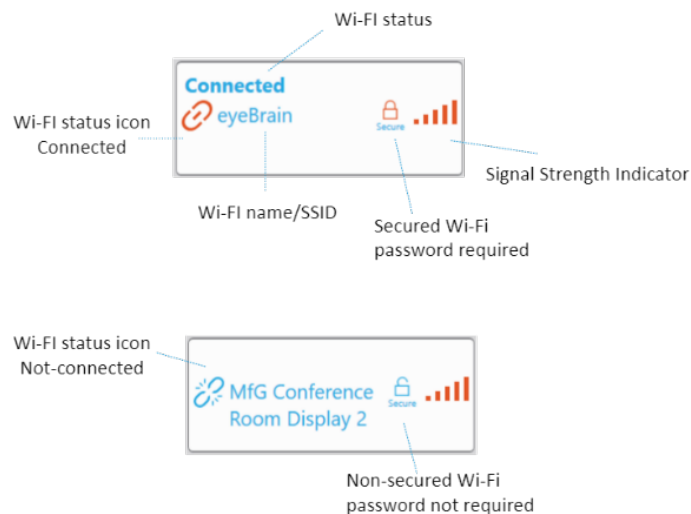 Wi-FI status
Connected
eyeBrain
Secure
Wi-FI status icon
Connected
Signal Strength Indicator
Wi-FI name/SSID
Secured Wi-Fi
password required
Wi-FI status icon
Not-connected
MfG Conference
Room Display 2
Secure
Non-secured Wi-Fi
password not required